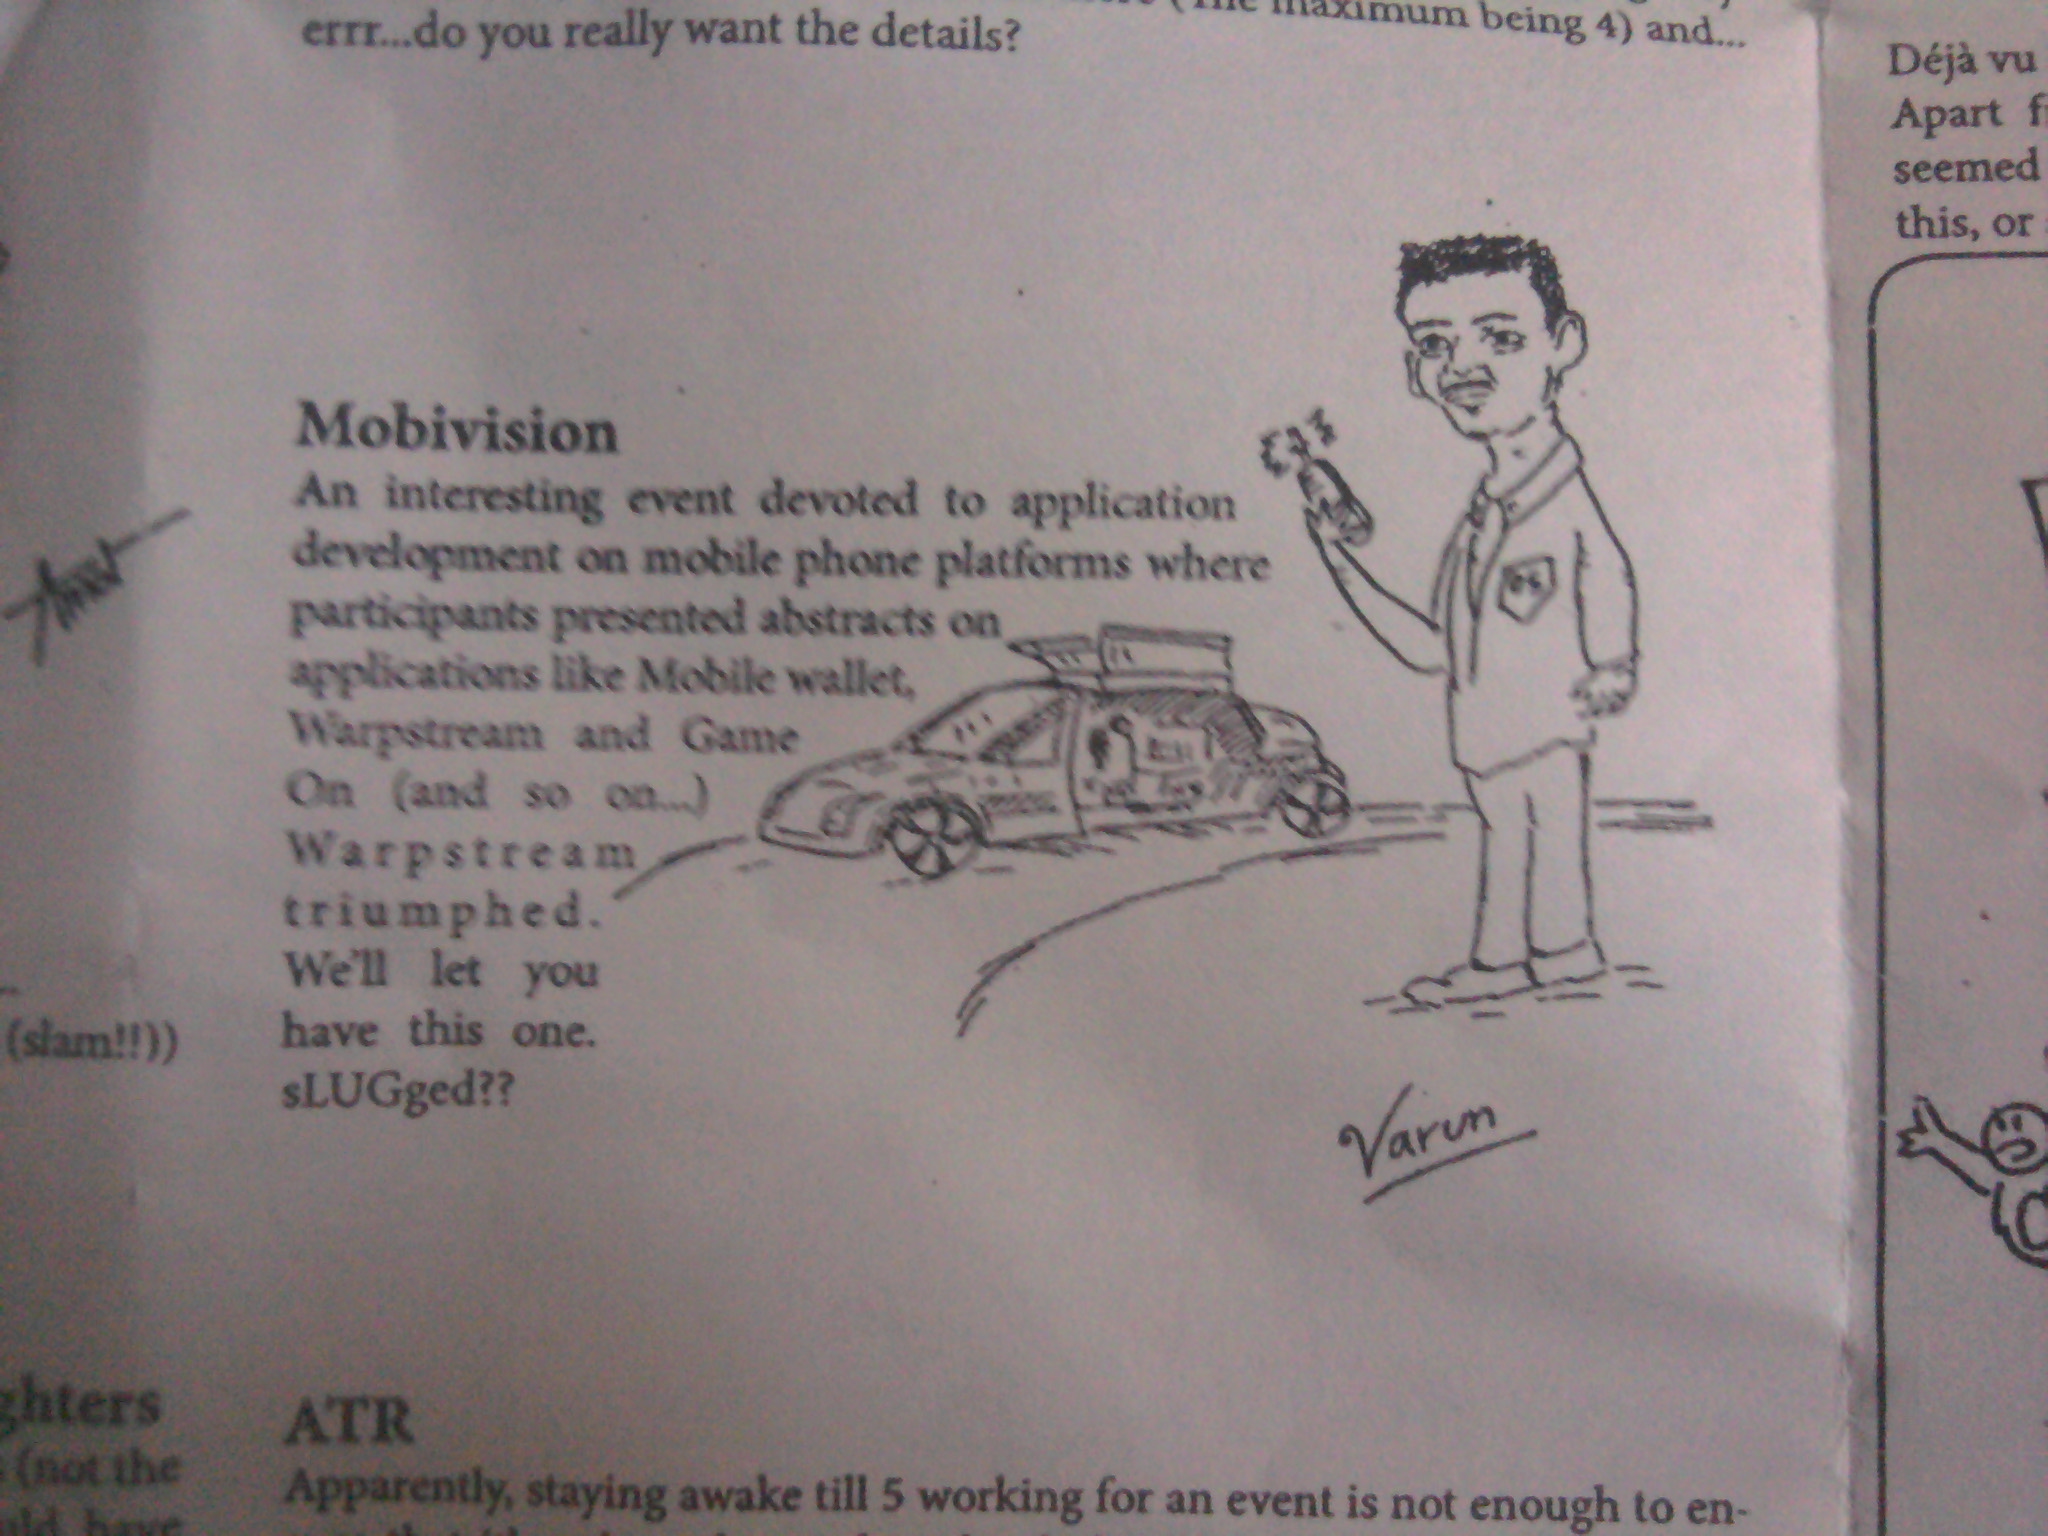 (The maximum being 4) and...
errr...do you really want the details?
Mobivision
An interesting event devoted to application
development on mobile phone platforms where
participants presented abstracts on
applications like Mobile wallet,
Warpstream and Game
On (and so on...)
Warpstream
triumphed.
We'll let you
have this one.
sLUGged??
Varun
ATR
Apparently, staying awake till 5 working for an event is not enough to en-
(slam!!))
ghters
(not the
have
Déjà vu
Apart
seemed
this, or